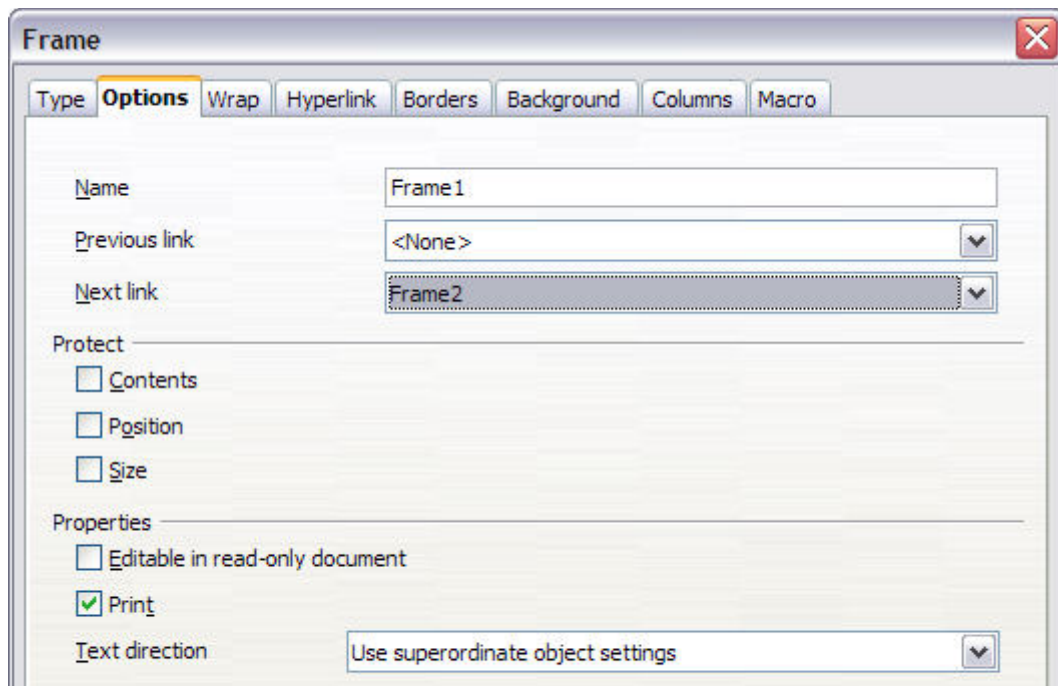 Frame
Type Options Wrap Hyperlink Borders Background Columns Macro
Name Frame1
Previous link <None>
Next link Frame2
Protect
Contents
Position
Size
Properties
Editable in read-only document
Print
Text direction Use superordinate object settings